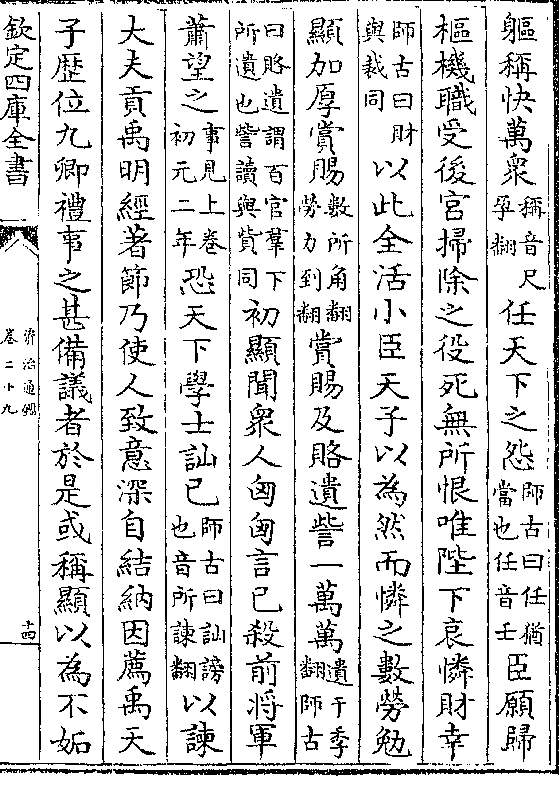 軀稱快萬衆稱音尺孕翻任天下之怨師古曰任猶當也任音壬臣願歸
樞機職受後宮掃除之役死無所恨唯陛下哀憐財幸
師古曰財與裁同以此全活小臣天子以為然而憐之數勞勉
顯加厚賞賜數所角翻勞力到翻賞賜及賂遺訾一萬萬遺于季翻師古
曰賂遺謂百官羣下所遺也訾讀與貲同初顯聞衆人匈匈言已殺前将軍
蕭望之事見上卷初元二年恐天下學士訕已師古曰訕謗也音所諫翻以諫
大夫貢禹明經著節乃使人致意深自結納因薦禹天
子歴位九卿禮事之甚備議者於是或稱顯以為不妬
欽定四庫全書
資治通鑑
卷二十九
十四